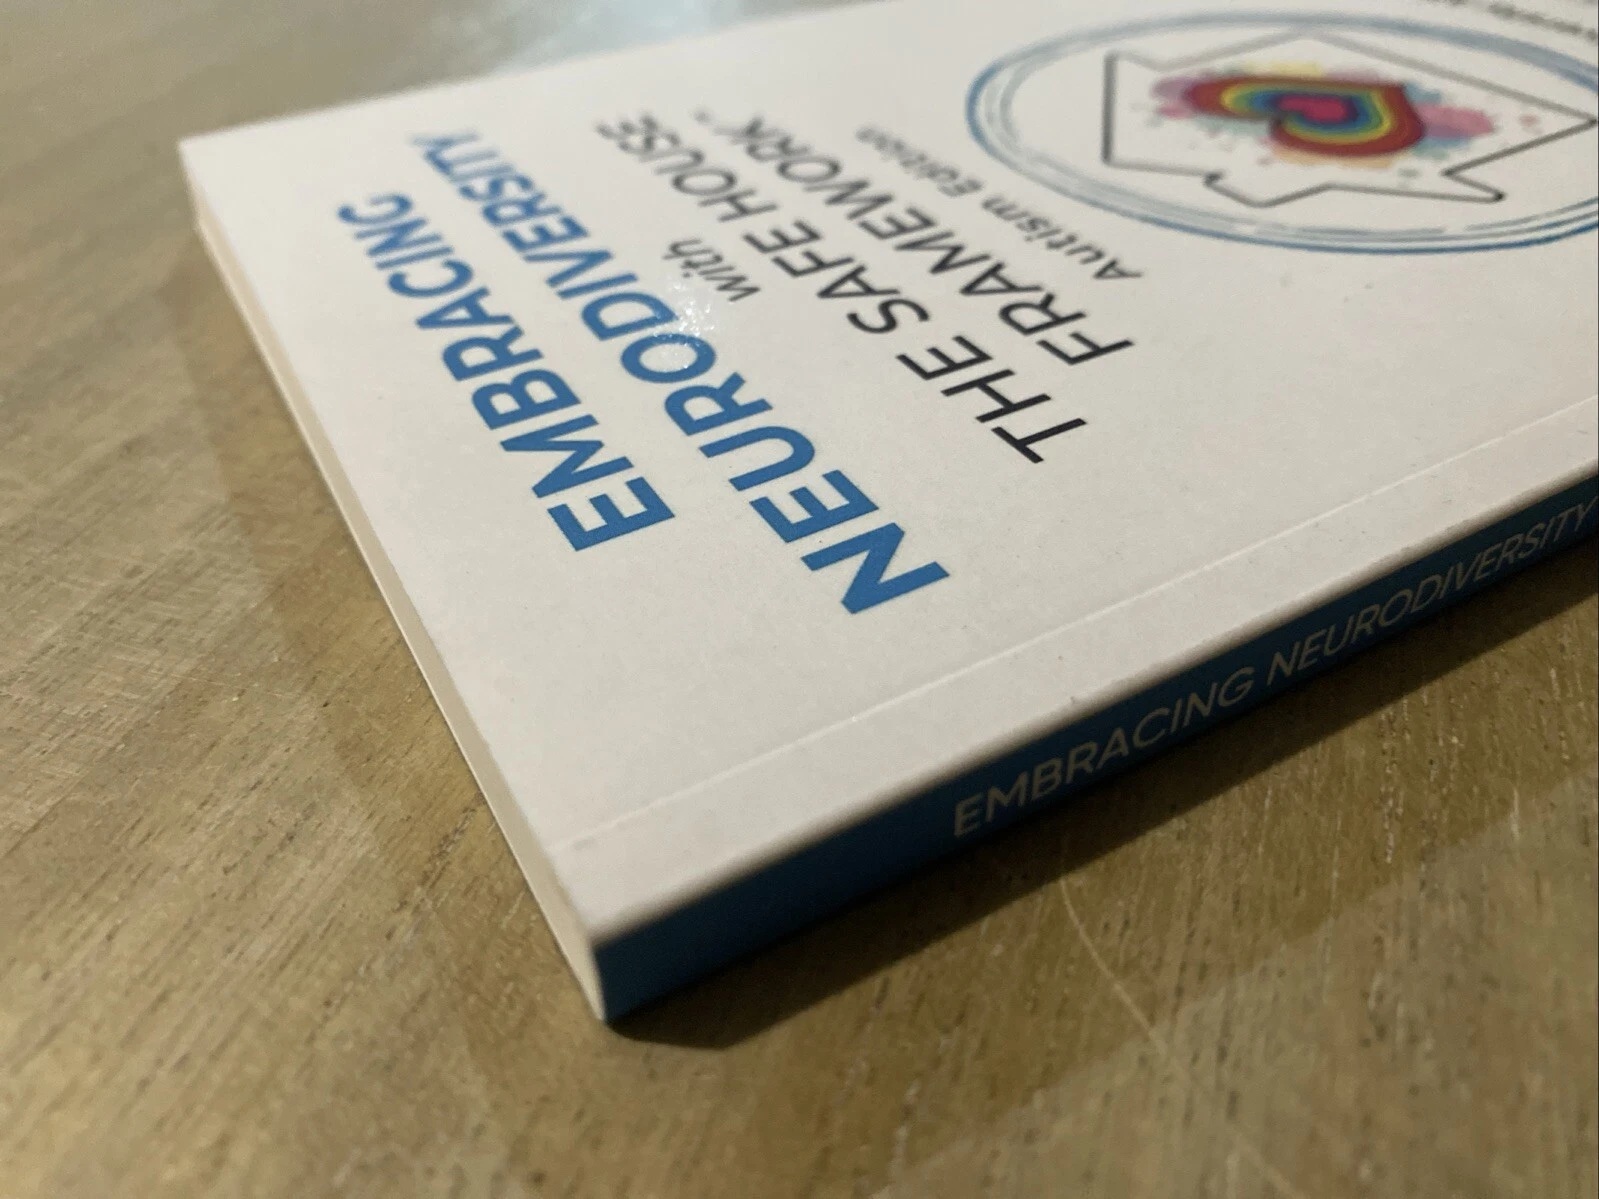 EMBRACING
NEURODIVERSITY
with
THE SAFE HOUSE
FRAMEWORK™
Autism Edition
EMBRACING NEURODIVERSITY